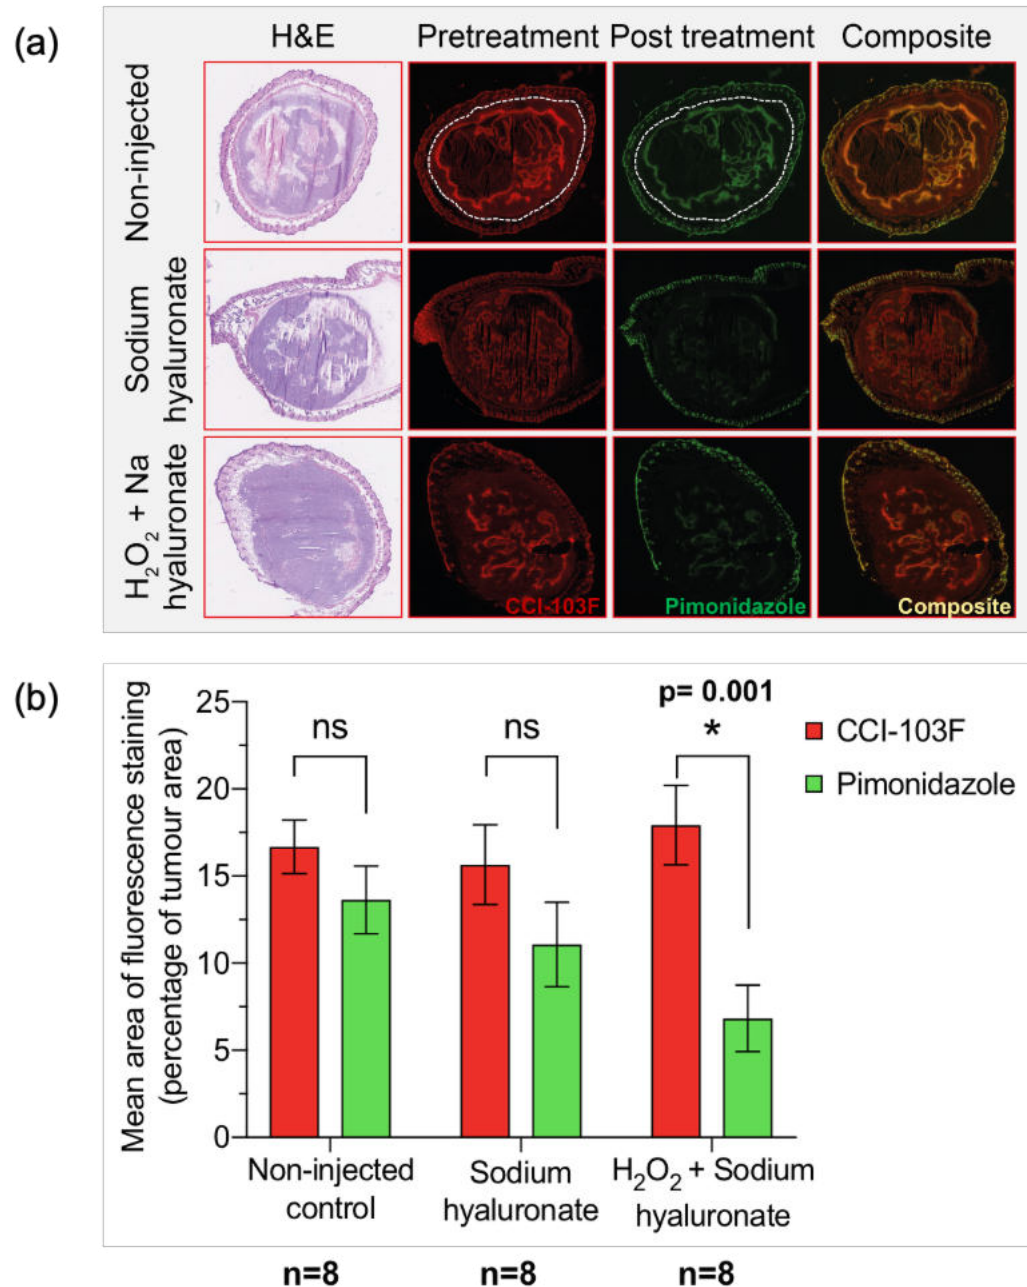 (a)
H&E Pretreatment Post treatment Composite
Non-injected
Sodium
hyaluronate
H₂O₂ + Na
hyaluronate
CCI-103F Pimonidazole Composite
(b)
Mean area of fluorescence staining
(percentage of tumour area)
25
20
15
10
5
0
ns
ns
p= 0.001
*
CCI-103F
Pimonidazole
Non-injected
control
Sodium
hyaluronate
H₂O₂ + Sodium
hyaluronate
n=8 n=8 n=8